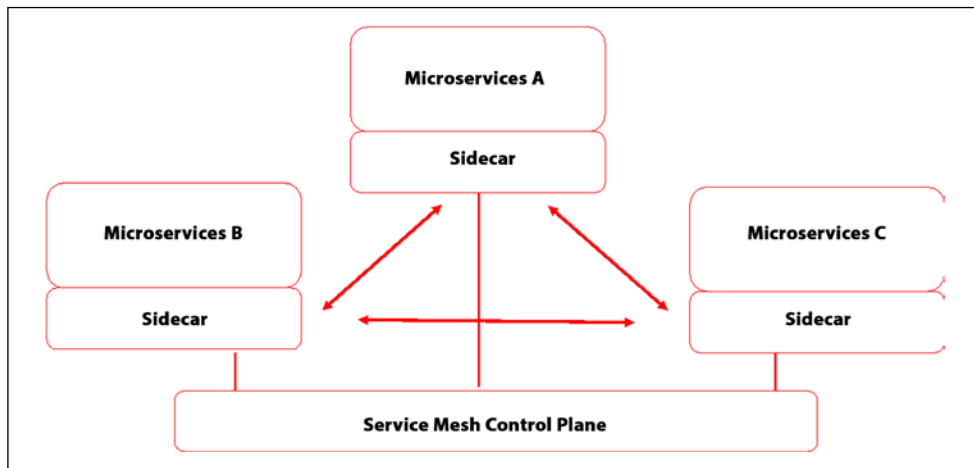 Microservices A
Sidecar
Microservices B
Microservices C
Sidecar
Sidecar
Service Mesh Control Plane